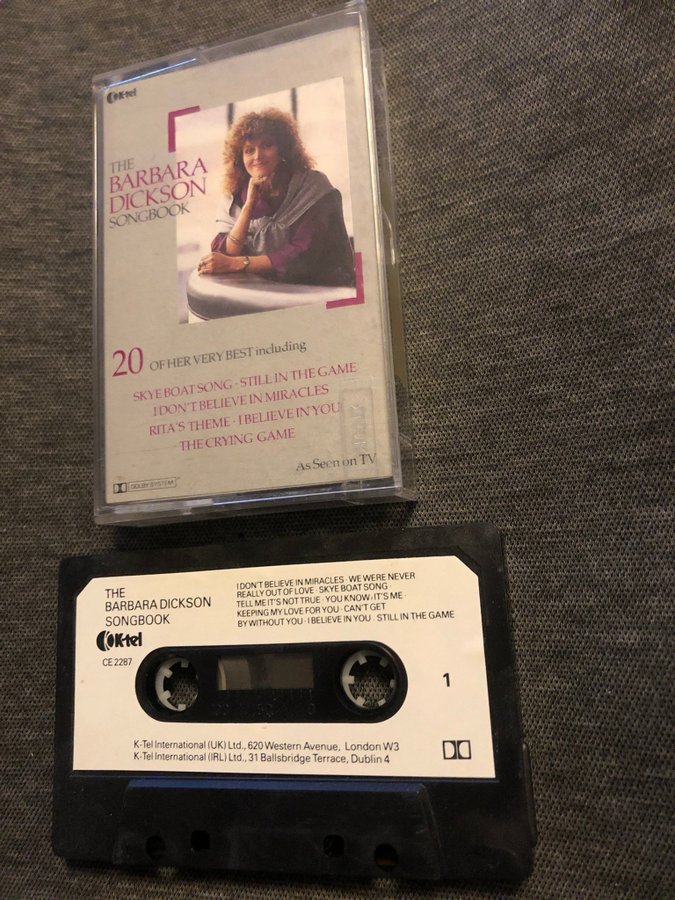 K-tel
THE
BARBARA
DICKSON
SONGBOOK
20 OF HER VERY BEST including
SKYE BOAT SONG · STILL IN THE GAME
I DON'T BELIEVE IN MIRACLES
RITA'S THEME · I BELIEVE IN YOU
THE CRYING GAME
As Seen on TV
DOLBY SYSTEM
THE
BARBARA DICKSON
SONGBOOK
K-tel
CE 2287
I DON'T BELIEVE IN MIRACLES · WE WERE NEVER
REALLY OUT OF LOVE · SKYE BOAT SONG ·
TELL ME IT'S NOT TRUE · YOU KNOW IT'S ME ·
KEEPING MY LOVE FOR YOU · CAN'T GET
BY WITHOUT YOU · I BELIEVE IN YOU · STILL IN THE GAME
1
K-Tel International (UK) Ltd., 620 Western Avenue, London W3
K-Tel International (IRL) Ltd., 31 Ballsbridge Terrace, Dublin 4